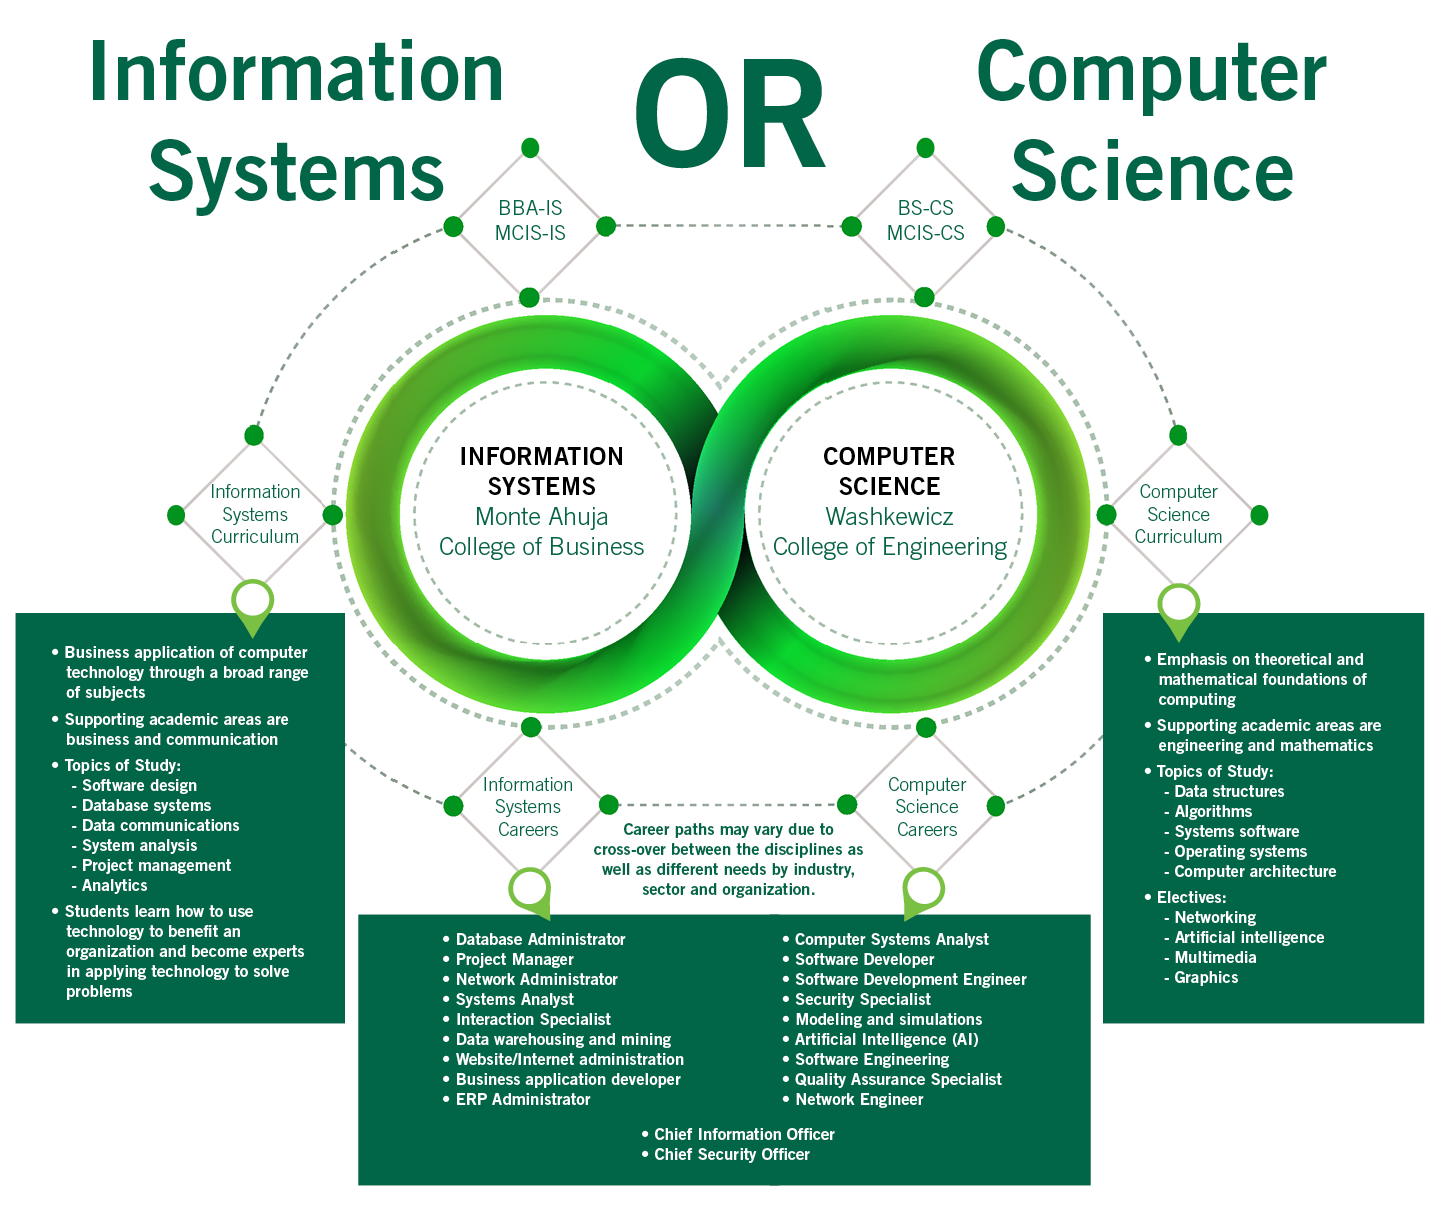 Information
Systems
OR
Computer
Science
BBA-IS
MCIS-IS
BS-CS
MCIS-CS
INFORMATION
SYSTEMS
Monte Ahuja
College of Business
COMPUTER
SCIENCE
Washkewicz
College of Engineering
Information
Systems
Curriculum
Computer
Science
Curriculum
• Business application of computer
technology through a broad range
of subjects
• Supporting academic areas are
business and communication
• Topics of Study:
- Software design
- Database systems
- Data communications
- System analysis
- Project management
- Analytics
• Students learn how to use
technology to benefit an
organization and become experts
in applying technology to solve
problems
• Emphasis on theoretical and
mathematical foundations of
computing
• Supporting academic areas are
engineering and mathematics
• Topics of Study:
- Data structures
- Algorithms
- Systems software
- Operating systems
- Computer architecture
• Electives:
- Networking
- Artificial intelligence
- Multimedia
- Graphics
Information
Systems
Careers
Computer
Science
Careers
Career paths may vary due to
cross-over between the disciplines as
well as different needs by industry,
sector and organization.
• Database Administrator
• Project Manager
• Network Administrator
• Systems Analyst
• Interaction Specialist
• Data warehousing and mining
• Website/Internet administration
• Business application developer
• ERP Administrator
• Computer Systems Analyst
• Software Developer
• Software Development Engineer
• Security Specialist
• Modeling and simulations
• Artificial Intelligence (AI)
• Software Engineering
• Quality Assurance Specialist
• Network Engineer
• Chief Information Officer
• Chief Security Officer